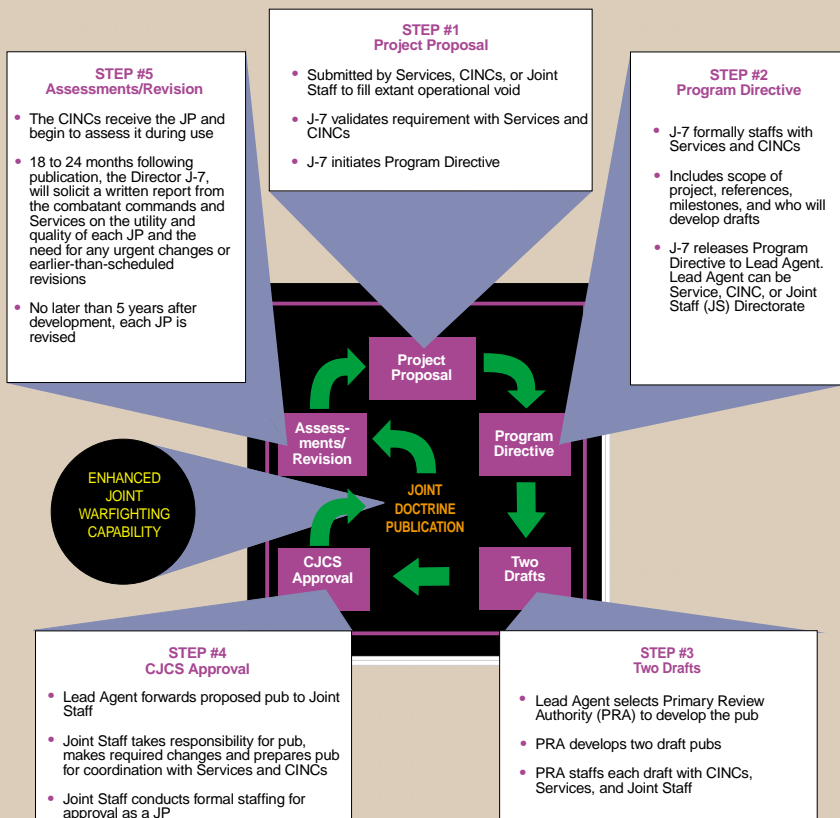 STEP #1
Project Proposal
• Submitted by Services, CINCs, or Joint
Staff to fill extant operational void
• J-7 validates requirement with Services and
CINCs
• J-7 initiates Program Directive
STEP #2
Program Directive
• J-7 formally staffs with
Services and CINCs
• Includes scope of
project, references,
milestones, and who will
develop drafts
• J-7 releases Program
Directive to Lead Agent.
Lead Agent can be
Service, CINC, or Joint
Staff (JS) Directorate
STEP #3
Two Drafts
• Lead Agent selects Primary Review
Authority (PRA) to develop the pub
• PRA develops two draft pubs
• PRA staffs each draft with CINCs,
Services, and Joint Staff
STEP #4
CJCS Approval
• Lead Agent forwards proposed pub to Joint
Staff
• Joint Staff takes responsibility for pub,
makes required changes and prepares pub
for coordination with Services and CINCs
• Joint Staff conducts formal staffing for
approval as a JP
STEP #5
Assessments/Revision
• The CINCs receive the JP and
begin to assess it during use
• 18 to 24 months following
publication, the Director J-7,
will solicit a written report from
the combatant commands and
Services on the utility and
quality of each JP and the
need for any urgent changes or
earlier-than-scheduled
revisions
• No later than 5 years after
development, each JP is
revised
Project
Proposal
Program
Directive
Two
Drafts
CJCS
Approval
Assess-
ments/
Revision
JOINT
DOCTRINE
PUBLICATION
ENHANCED
JOINT
WARFIGHTING
CAPABILITY